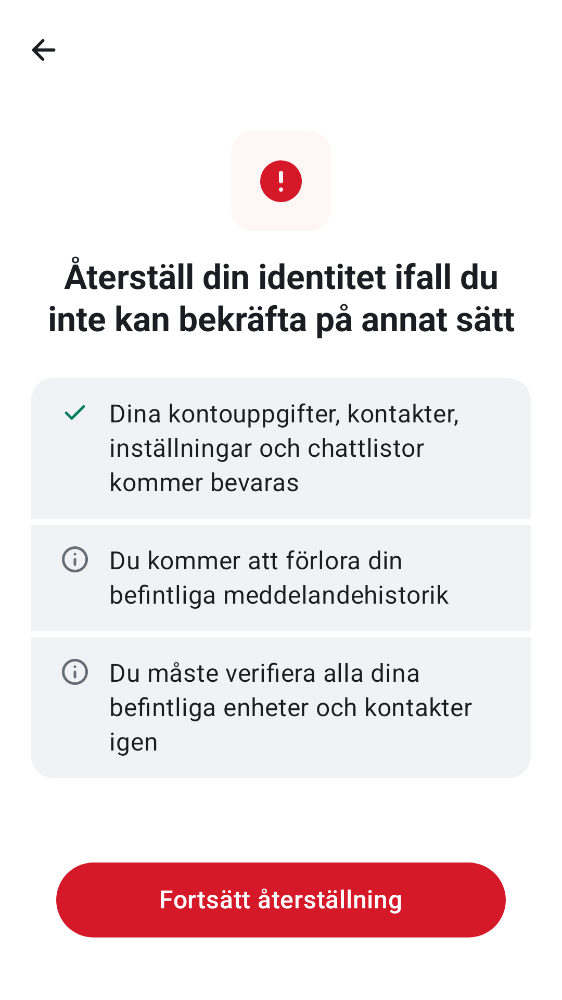 Återställ din identitet ifall du
inte kan bekräfta på annat sätt
Dina kontouppgifter, kontakter,
inställningar och chattlistor
kommer bevaras
Du kommer att förlora din
befintliga meddelandehistorik
Du måste verifiera alla dina
befintliga enheter och kontakter
igen
Fortsätt återställning